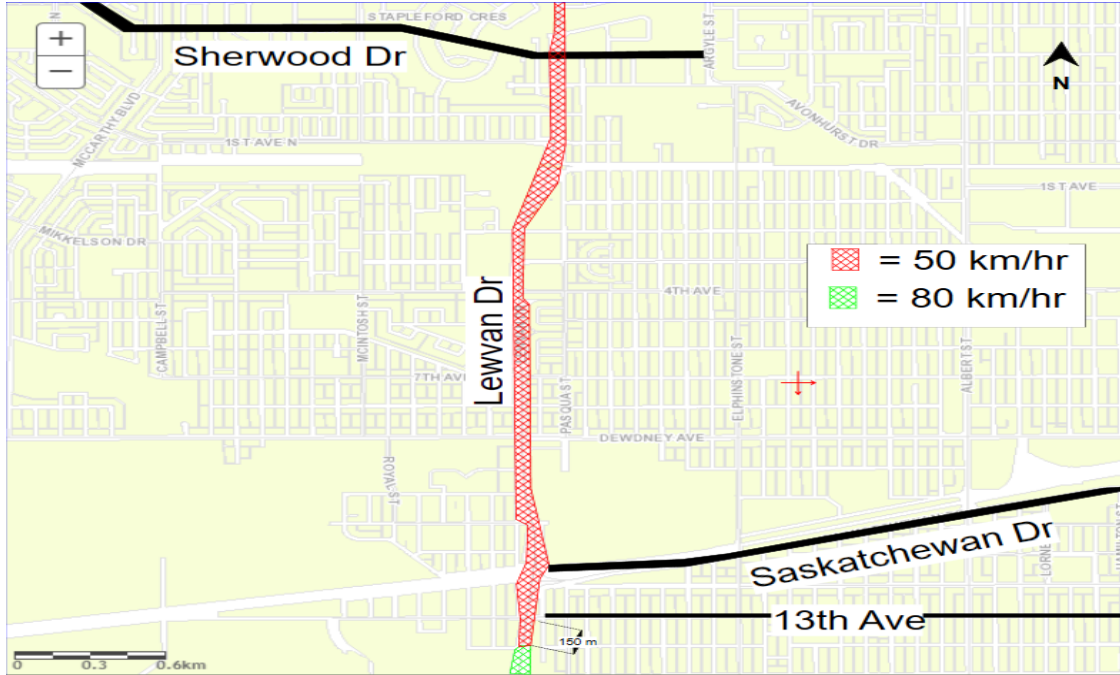 STAPLEFORD CRES
+
Sherwood Dr
ARGYLE ST
−
N
N
MCCARTHY BLVD
AVONHURST DR
1ST AVE N
1ST AVE
MIKKELSON DR
= 50 km/hr
Lewvan Dr
4TH AVE
= 80 km/hr
CAMPBELL ST
MCINTOSH ST
ELPHINSTONE ST
ALBERT ST
7TH AVE
PASQUA ST
DEWDNEY AVE
ROYAL ST
Saskatchewan Dr
LORNE
HAMILTON ST
13th Ave
150 m
0 0.3 0.6km